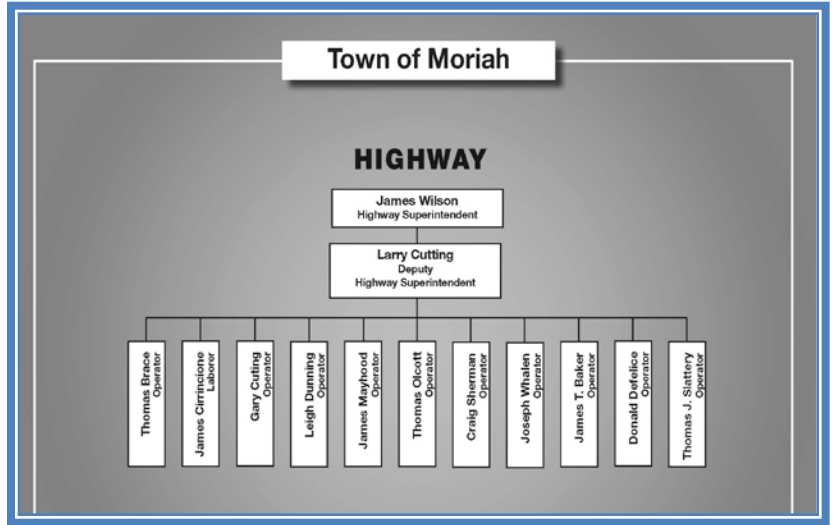 Town of Moriah
HIGHWAY
James Wilson
Highway Superintendent
Larry Cutting
Deputy
Highway Superintendent
Thomas Brace
Operator
James Cirrincione
Laborer
Gary Cuting
Operator
Leigh Dunning
Operator
James Mayhood
Operator
Thomas Olcott
Operator
Craig Sherman
Operator
Joseph Whalen
Operator
James T. Baker
Operator
Donald Defelice
Operator
Thomas J. Slattery
Operator